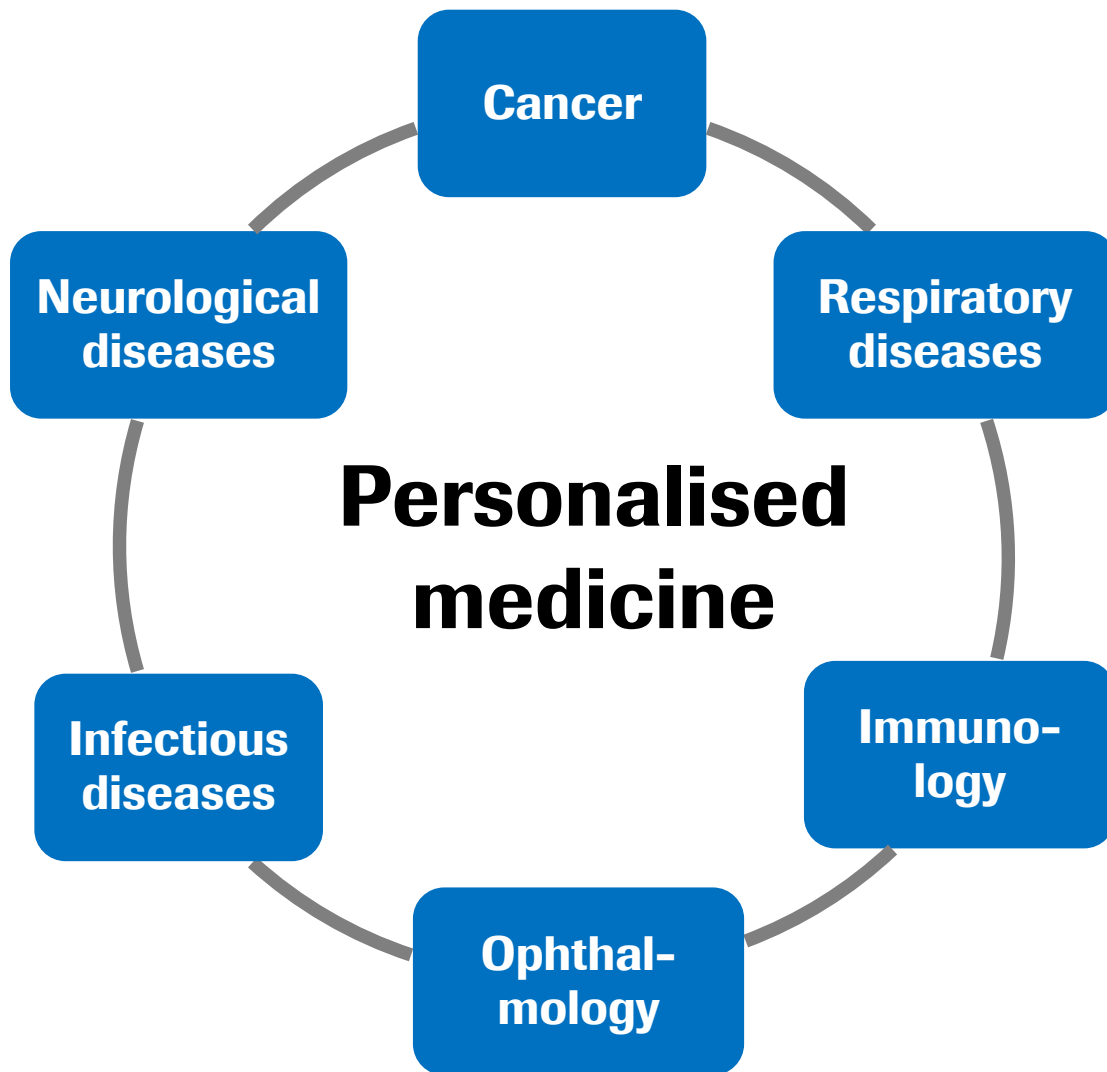 Cancer
Neurological
diseases
Respiratory
diseases
Personalised
medicine
Infectious
diseases
Immuno-
logy
Ophthal-
mology